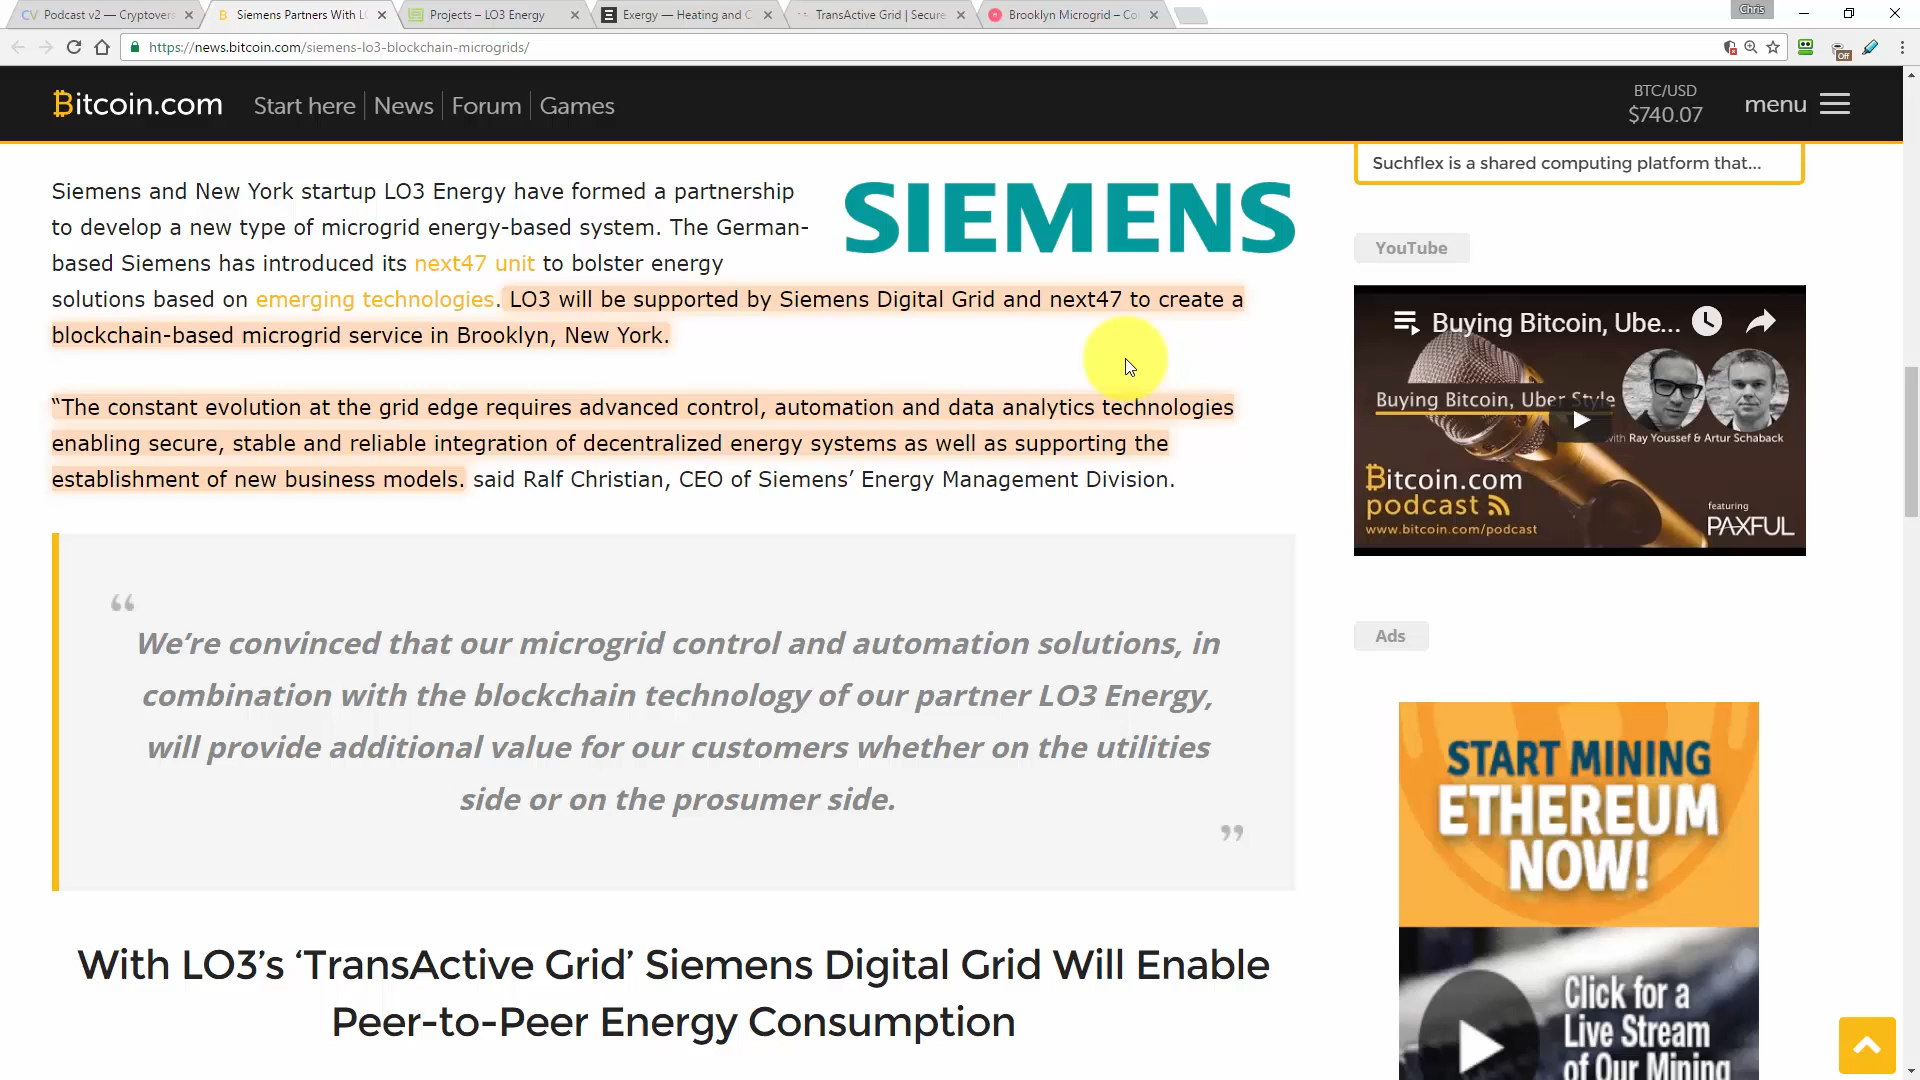 Podcast v2 — Cryptovers
Siemens Partners With LO
Projects – LO3 Energy
Exergy — Heating and C
TransActive Grid | Secure
Brooklyn Microgrid – Co
Chris
https://news.bitcoin.com/siemens-lo3-blockchain-microgrids/
Off
Bitcoin.com
Start here
News
Forum
Games
BTC/USD
$740.07
menu
Siemens and New York startup LO3 Energy have formed a partnership
to develop a new type of microgrid energy-based system. The German-
based Siemens has introduced its next47 unit to bolster energy
solutions based on emerging technologies. LO3 will be supported by Siemens Digital Grid and next47 to create a
blockchain-based microgrid service in Brooklyn, New York.
SIEMENS
“The constant evolution at the grid edge requires advanced control, automation and data analytics technologies
enabling secure, stable and reliable integration of decentralized energy systems as well as supporting the
establishment of new business models. said Ralf Christian, CEO of Siemens’ Energy Management Division.
“
We’re convinced that our microgrid control and automation solutions, in
combination with the blockchain technology of our partner LO3 Energy,
will provide additional value for our customers whether on the utilities
side or on the prosumer side.
”
With LO3’s ‘TransActive Grid’ Siemens Digital Grid Will Enable
Peer-to-Peer Energy Consumption
Suchflex is a shared computing platform that...
YouTube
Buying Bitcoin, Ube...
Buying Bitcoin, Uber Style
with Ray Youssef & Artur Schaback
Bitcoin.com
podcast
www.bitcoin.com/podcast
featuring
PAXFUL
Ads
START MINING
ETHEREUM
NOW!
Click for a
Live Stream
of Our Mining